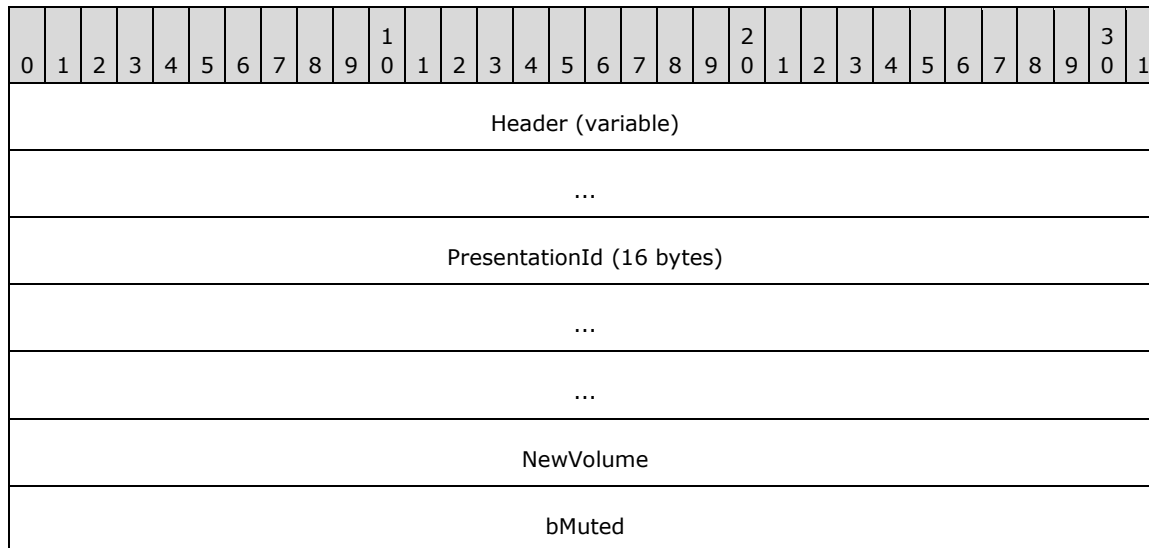 1 2 3
0 1 2 3 4 5 6 7 8 9 0 1 2 3 4 5 6 7 8 9 0 1 2 3 4 5 6 7 8 9 0 1
Header (variable)
...
PresentationId (16 bytes)
...
...
NewVolume
bMuted